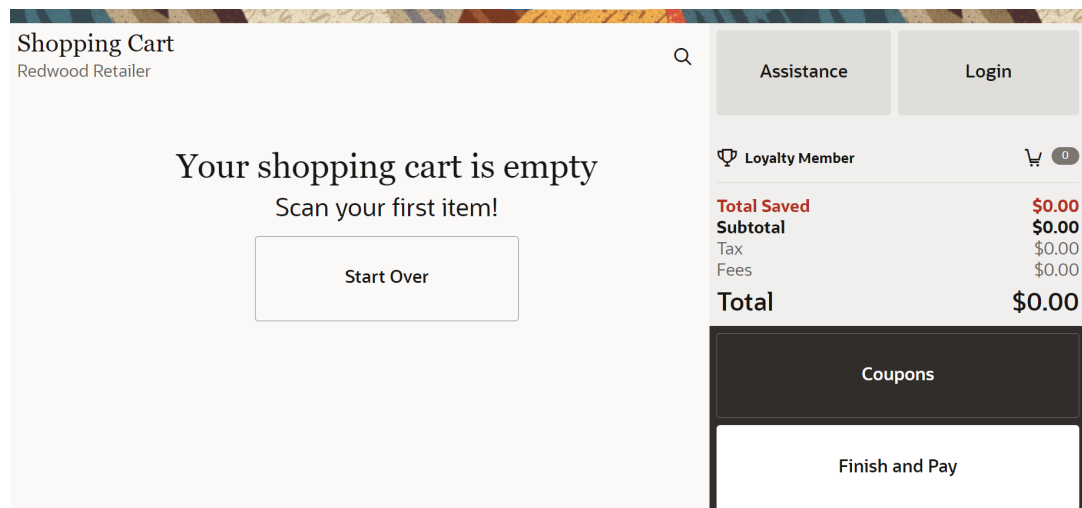 Shopping Cart
Redwood Retailer
Your shopping cart is empty
Scan your first item!
Start Over
Assistance
Login
Loyalty Member
0
Total Saved $0.00
Subtotal $0.00
Tax $0.00
Fees $0.00
Total $0.00
Coupons
Finish and Pay